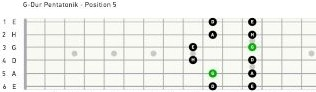 G-Dur Pentatonik - Position 5
1 E D E
2 H A H
3 G E G
4 D H D
5 A G A
6 E D E